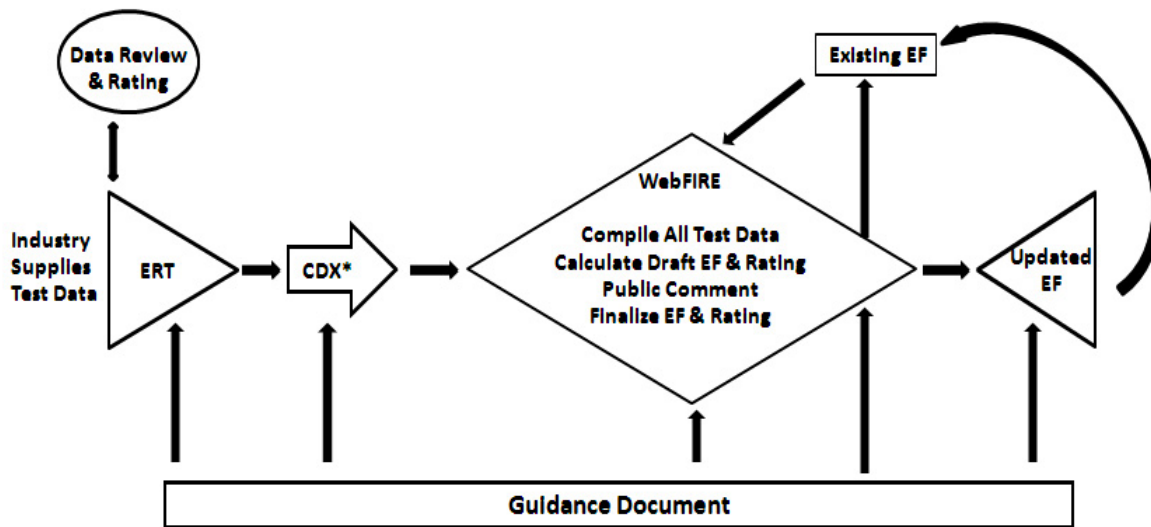 Data Review
& Rating
Existing EF
Industry
Supplies
Test Data
ERT
CDX*
WebFIRE
Compile All Test Data
Calculate Draft EF & Rating
Public Comment
Finalize EF & Rating
Updated
EF
Guidance Document